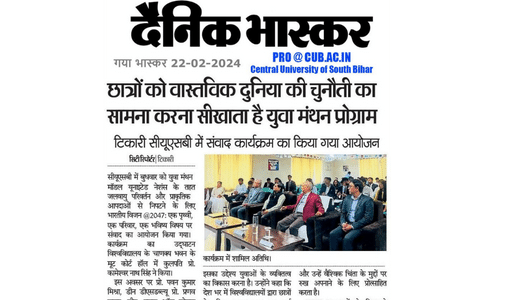 दैनिक भास्कर
गया भास्कर 22-02-2024
PRO @ CUB.AC.IN
Central University of South Bihar
छात्रों को वास्तविक दुनिया की चुनौती का
सामना करना सीखाता है युवा मंथन प्रोग्राम
टिकारी सीयूएसबी में संवाद कार्यक्रम का किया गया आयोजन
सिटी रिपोर्टर | टिकारी
सीयूएसबी में बुधवार को युवा मंथन
मॉडल यूनाइटेड नेशंस के तहत
जलवायु परिवर्तन और प्राकृतिक
आपदाओं से निपटने के लिए
भारतीय विजन @2047: एक पृथ्वी,
एक परिवार, एक भविष्य विषय पर
संवाद का आयोजन किया गया।
कार्यक्रम का उद्घाटन
विश्वविद्यालय के चाणक्य भवन के
मूट कोर्ट हॉल में कुलपति प्रो.
कामेश्वर नाथ सिंह ने किया।
इस अवसर पर प्रो. पवन कुमार
मिश्रा, डीन डीएसडब्ल्यू प्रो. प्रणव
कार्यक्रम में शामिल अतिथि।
इसका उद्देश्य युवाओं के व्यक्तित्व
का विकास करना है। उन्होंने कहा कि
देश भर में विश्वविद्यालयों द्वारा छात्रों
और उन्हें वैश्विक चिंता के मुद्दों पर
रुख अपनाने के लिए प्रोत्साहित
करता है।